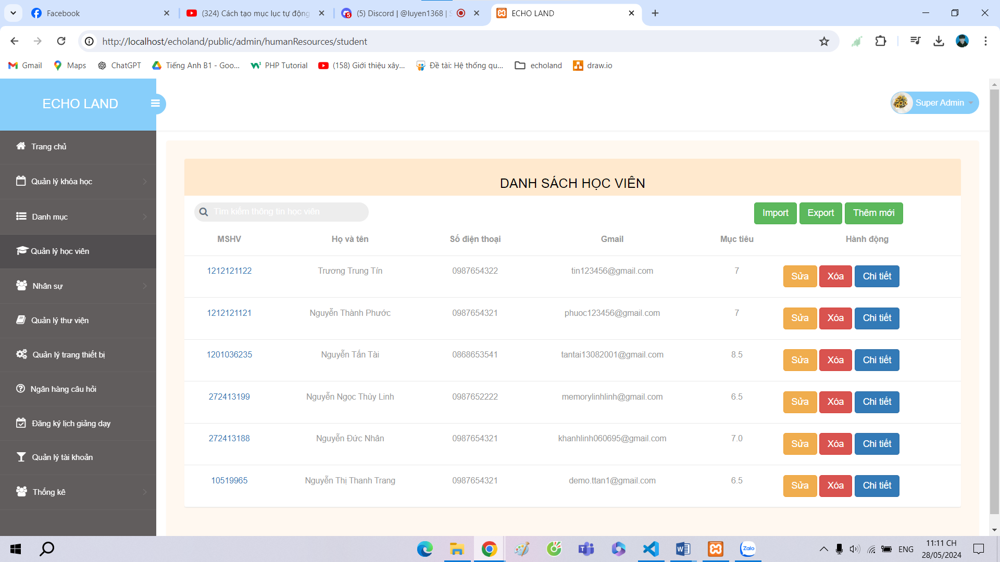 Facebook
(324) Cách tạo mục lục tự động
(5) Discord | @luyen1368 | S
ECHO LAND
http://localhost/echoland/public/admin/humanResources/student
Gmail
Maps
ChatGPT
Tiếng Anh B1 - Goo...
PHP Tutorial
(158) Giới thiệu xây...
Đề tài: Hệ thống qu...
echoland
draw.io
ECHO LAND
Super Admin
Trang chủ
Quản lý khóa học
Danh mục
Quản lý học viên
Nhân sự
Quản lý thư viện
Quản lý trang thiết bị
Ngân hàng câu hỏi
Đăng ký lịch giảng dạy
Quản lý tài khoản
Thống kê
DANH SÁCH HỌC VIÊN
Tìm kiếm thông tin học viên
Import Export Thêm mới
MSHV Họ và tên Số điện thoại Gmail Mục tiêu Hành động
1212121122 Trương Trung Tín 0987654322 tin123456@gmail.com 7 Sửa Xóa Chi tiết
1212121121 Nguyễn Thành Phước 0987654321 phuoc123456@gmail.com 7 Sửa Xóa Chi tiết
1201036235 Nguyễn Tấn Tài 0868653541 tantai13082001@gmail.com 8.5 Sửa Xóa Chi tiết
272413199 Nguyễn Ngọc Thùy Linh 0987652222 memorylinhlinh@gmail.com 6.5 Sửa Xóa Chi tiết
272413188 Nguyễn Đức Nhân 0987654321 khanhlinh060695@gmail.com 7.0 Sửa Xóa Chi tiết
10519965 Nguyễn Thị Thanh Trang 0987654321 demo.ttan1@gmail.com 6.5 Sửa Xóa Chi tiết
Zalo
ENG
11:11 CH
28/05/2024